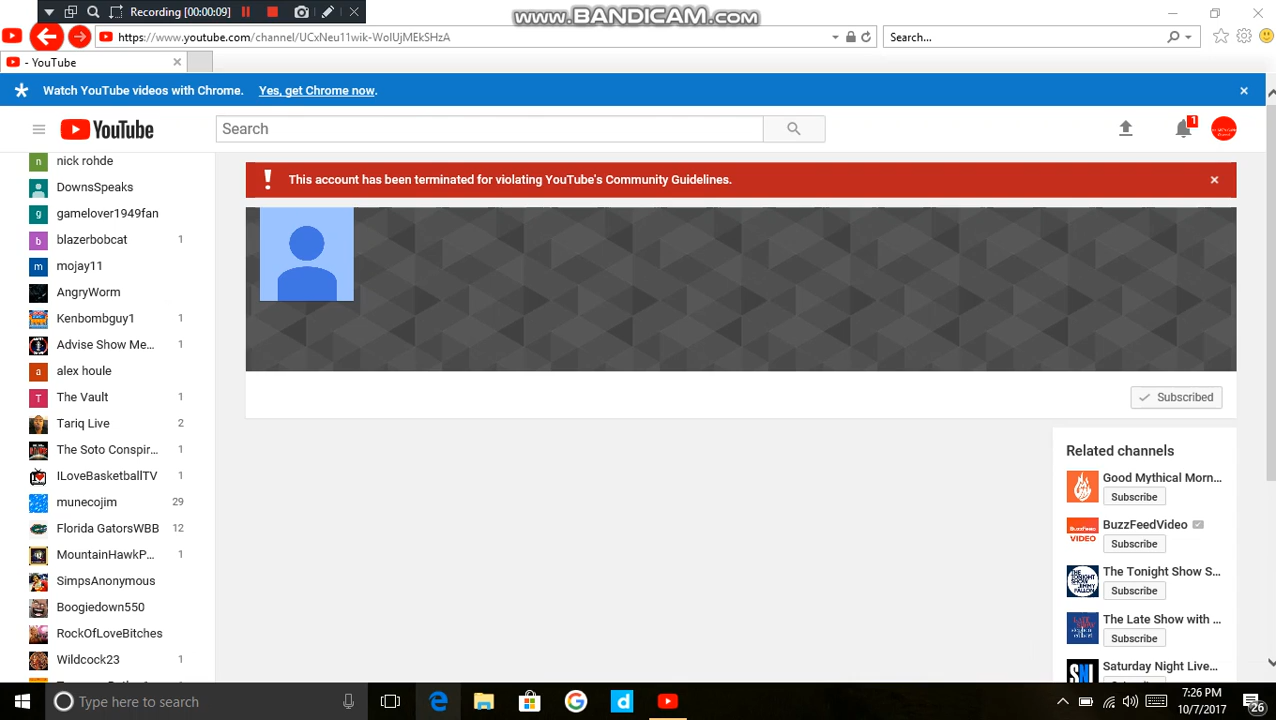 Recording [00:00:09]
www.BANDICAM.com
https://www.youtube.com/channel/UCxNeu11wik-WoIUjMEkSHzA
Search...
- YouTube
Watch YouTube videos with Chrome. Yes, get Chrome now.
YouTube
Search
1
nick rohde
DownsSpeaks
gamelover1949fan
blazerbobcat 1
mojay11
AngryWorm
Kenbombguy1 1
Advise Show Me... 1
alex houle
The Vault 1
Tariq Live 2
The Soto Conspir... 1
ILoveBasketballTV 1
munecojim 29
Florida GatorsWBB 12
MountainHawkP... 1
SimpsAnonymous
Boogiedown550
RockOfLoveBitches
Wildcock23 1
This account has been terminated for violating YouTube's Community Guidelines.
Subscribed
Related channels
Good Mythical Morn...
Subscribe
BuzzFeedVideo
Subscribe
The Tonight Show S...
Subscribe
The Late Show with ...
Subscribe
Saturday Night Live...
Type here to search
7:26 PM
10/7/2017
26